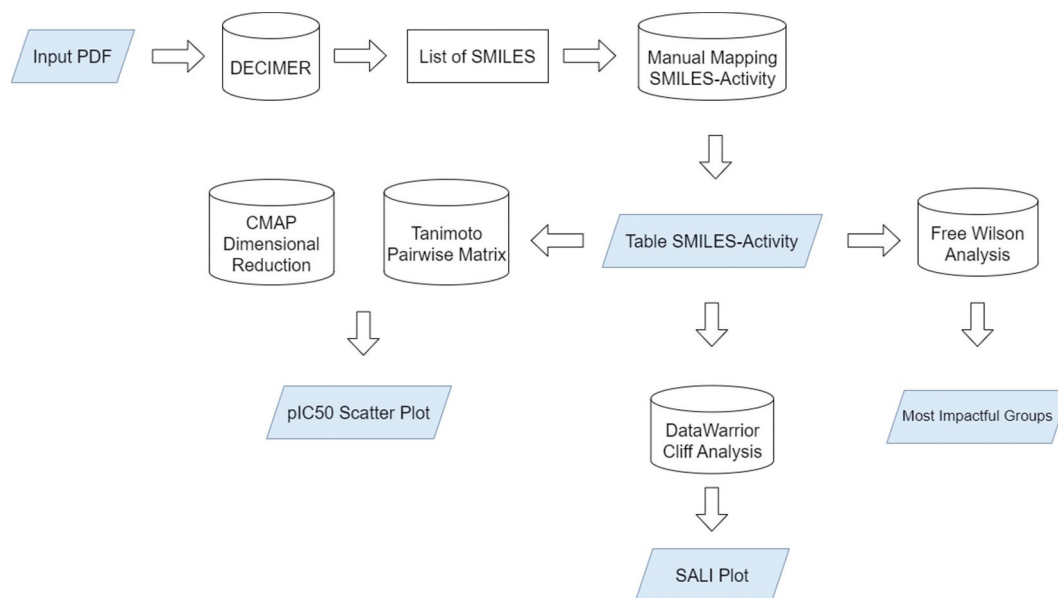 Input PDF
DECIMER
List of SMILES
Manual Mapping
SMILES-Activity
CMAP
Dimensional
Reduction
Tanimoto
Pairwise Matrix
Table SMILES-Activity
Free Wilson
Analysis
pIC50 Scatter Plot
DataWarrior
Cliff Analysis
Most Impactful Groups
SALI Plot